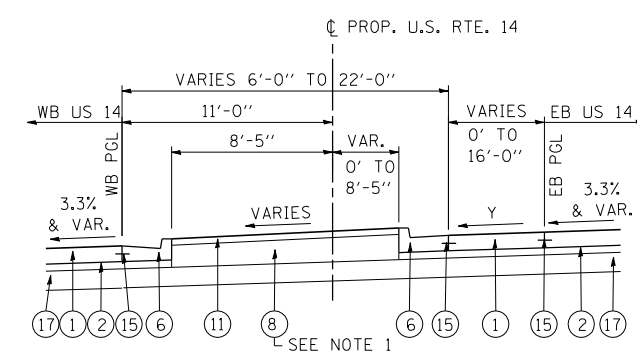 ℄ PROP. U.S. RTE. 14
VARIES 6'-0" TO 22'-0"
WB US 14
11'-0"
VARIES
EB US 14
8'-5"
VAR.
0' TO
16'-0"
0' TO
8'-5"
WB PGL
EB PGL
3.3%
& VAR.
VARIES
Y
3.3%
& VAR.
17 1 2 15 6 11 8 6 15 1 15 2 17
SEE NOTE 1